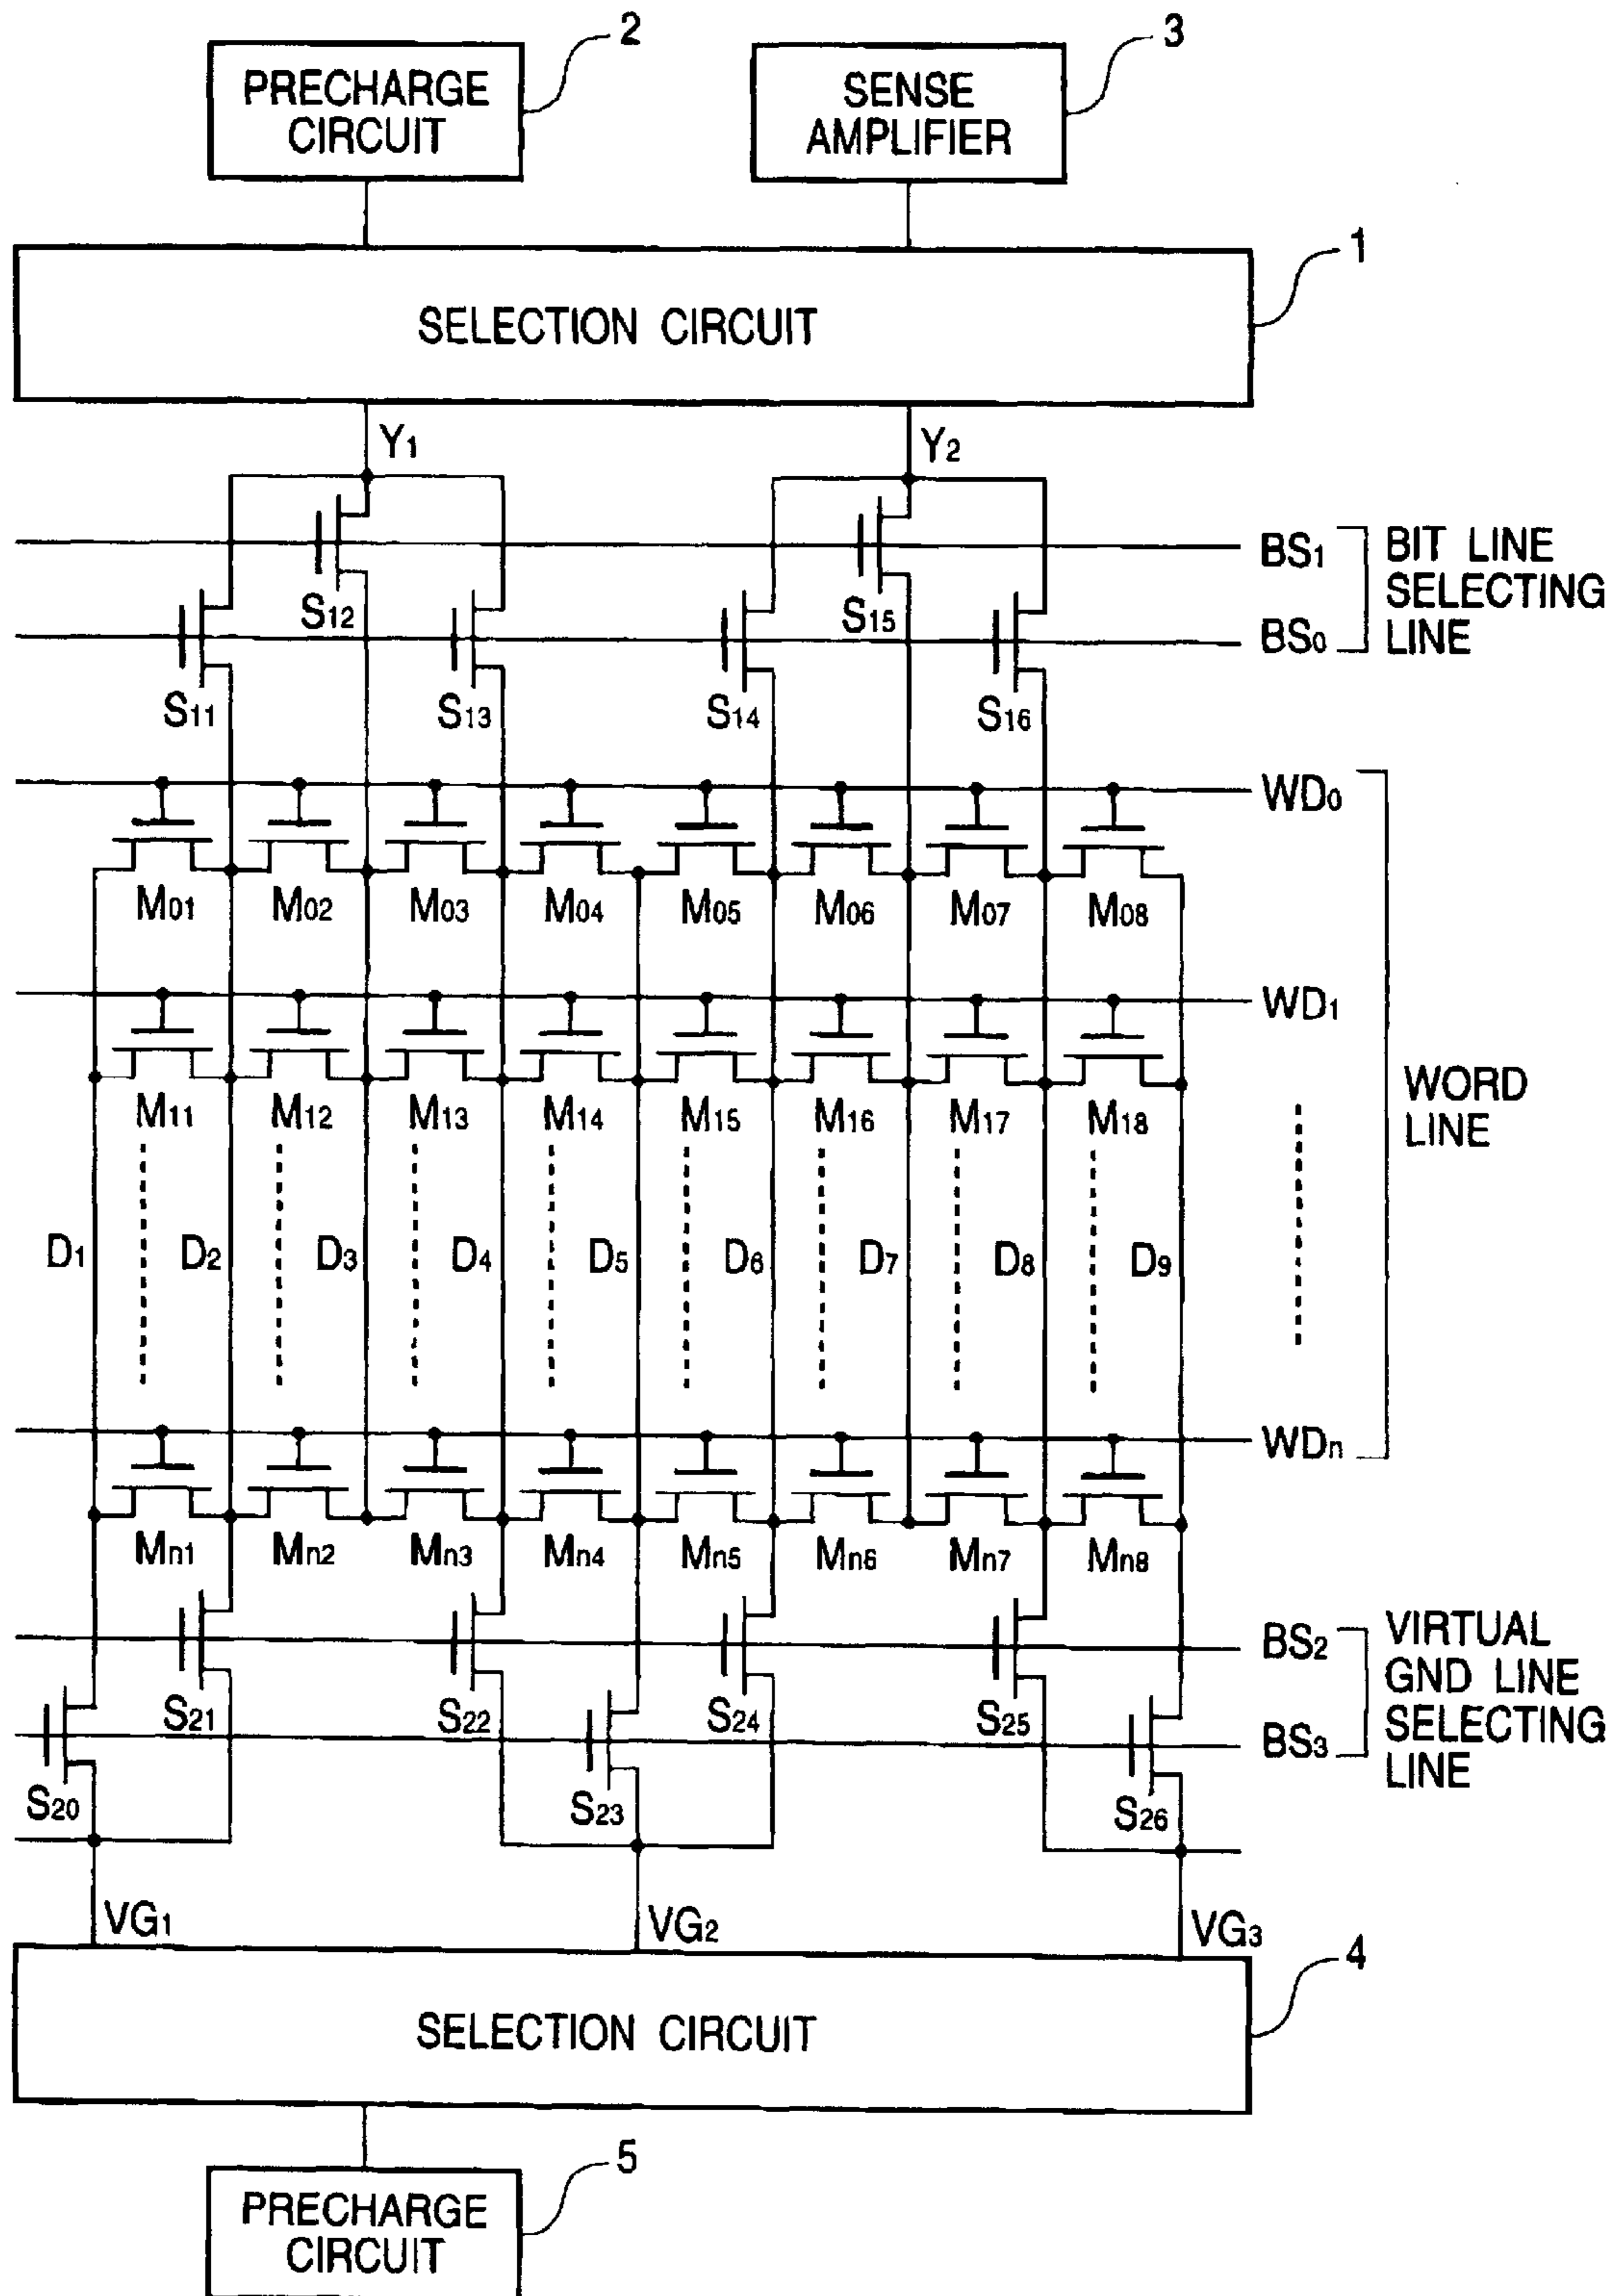 2
3
PRECHARGE
CIRCUIT
SENSE
AMPLIFIER
1
SELECTION CIRCUIT
Y1
Y2
BS1
BIT LINE
SELECTING
LINE
S12
S15
BS0
S11
S13
S14
S16
WD0
M01 M02 M03 M04 M05 M06 M07 M08
WD1
M11 M12 M13 M14 M15 M16 M17 M18
WORD
LINE
D1 D2 D3 D4 D5 D6 D7 D8 D9
WDn
Mn1 Mn2 Mn3 Mn4 Mn5 Mn6 Mn7 Mn8
BS2
VIRTUAL
GND LINE
SELECTING
LINE
S21 S22 S24 S25
BS3
S20 S23 S26
VG1 VG2 VG3
4
SELECTION CIRCUIT
5
PRECHARGE
CIRCUIT